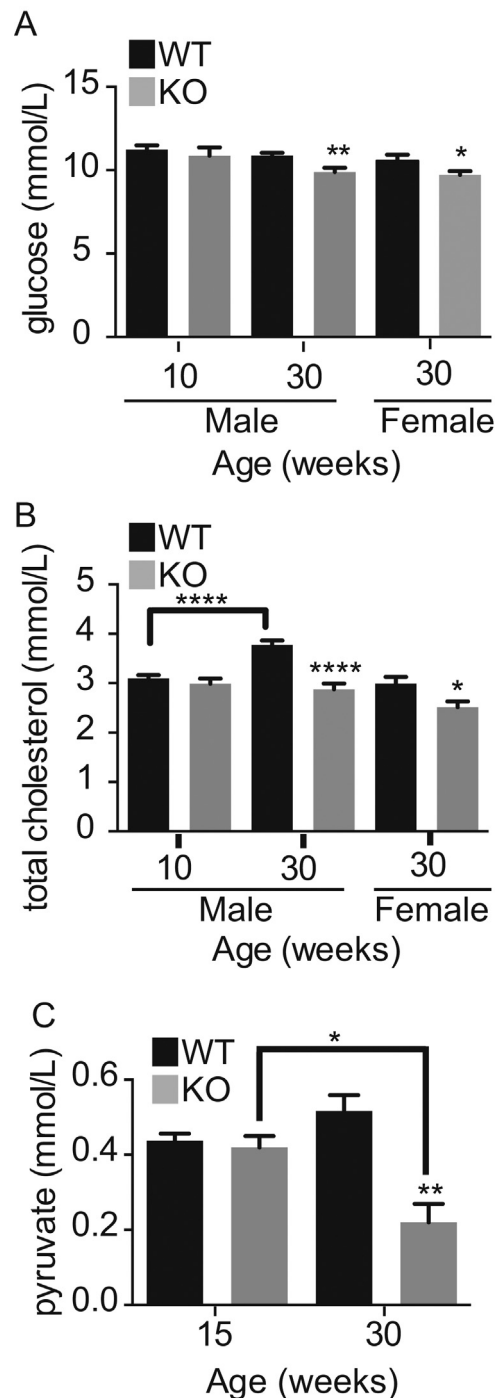 A
WT
KO
glucose (mmol/L)
15
10
5
0
**
*
10
30
30
Male
Female
Age (weeks)
B
WT
KO
total cholesterol (mmol/L)
5
4
3
2
1
0
****
****
*
10
30
30
Male
Female
Age (weeks)
C
WT
KO
pyruvate (mmol/L)
0.6
0.4
0.2
0.0
*
**
15
30
Age (weeks)